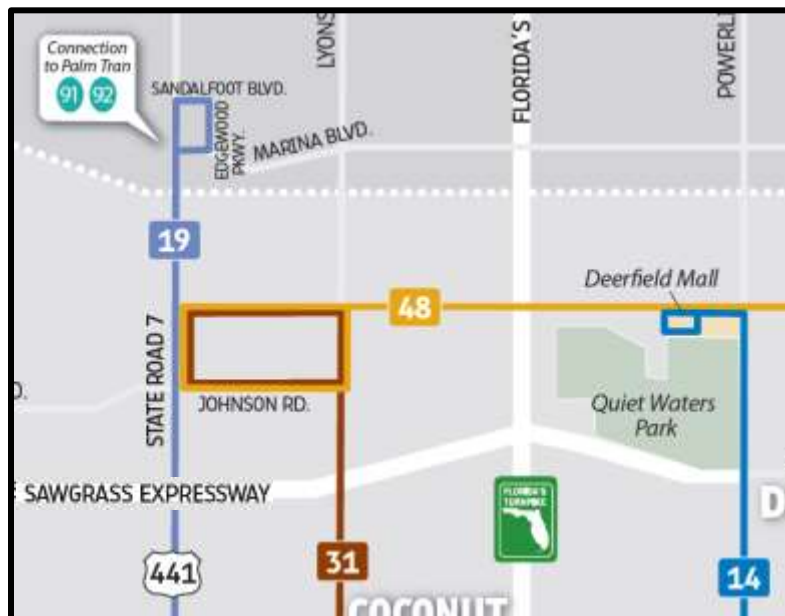 Connection
to Palm Tran
91 92
SANDALFOOT BLVD.
EDGEWOOD
PKWY.
MARINA BLVD.
LYONS
FLORIDA'S
POWERLI
19
48
Deerfield Mall
STATE ROAD 7
D.
JOHNSON RD.
Quiet Waters
Park
SAWGRASS EXPRESSWAY
FLORIDA'S
TURNPIKE
D
441
31
14
COCONUT